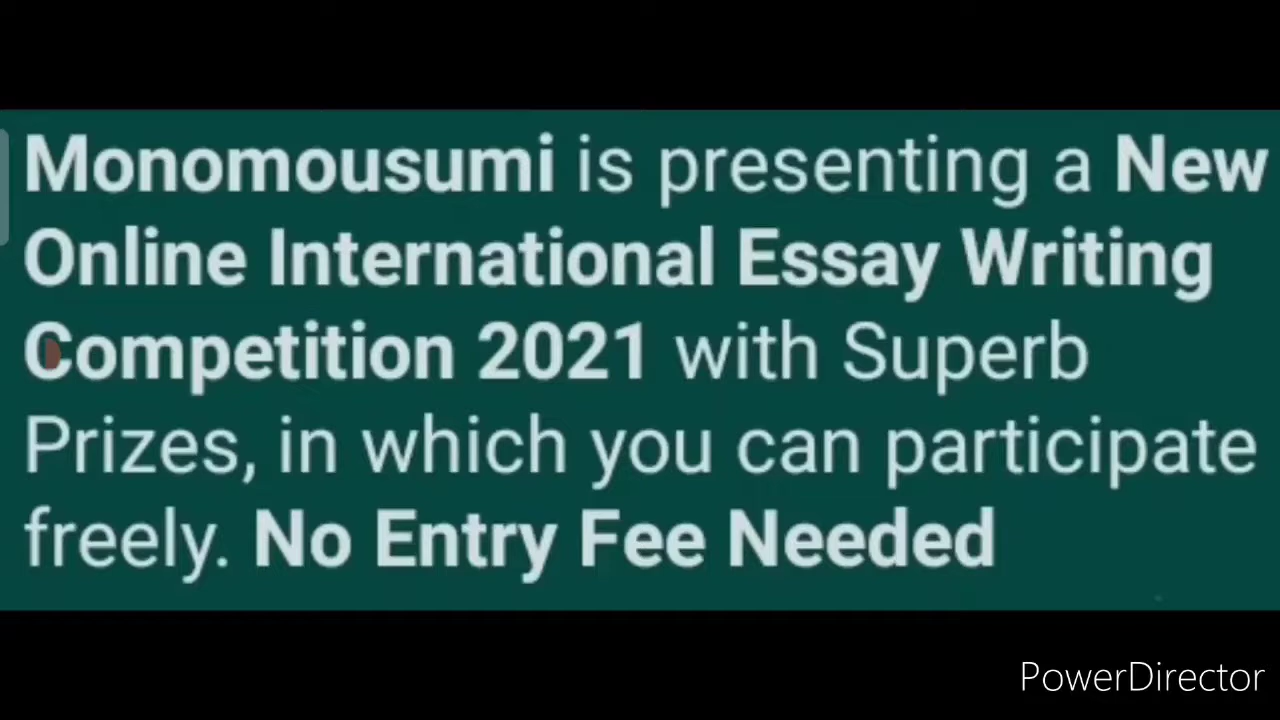 Monomousumi is presenting a New
Online International Essay Writing
Competition 2021 with Superb
Prizes, in which you can participate
freely. No Entry Fee Needed
PowerDirector